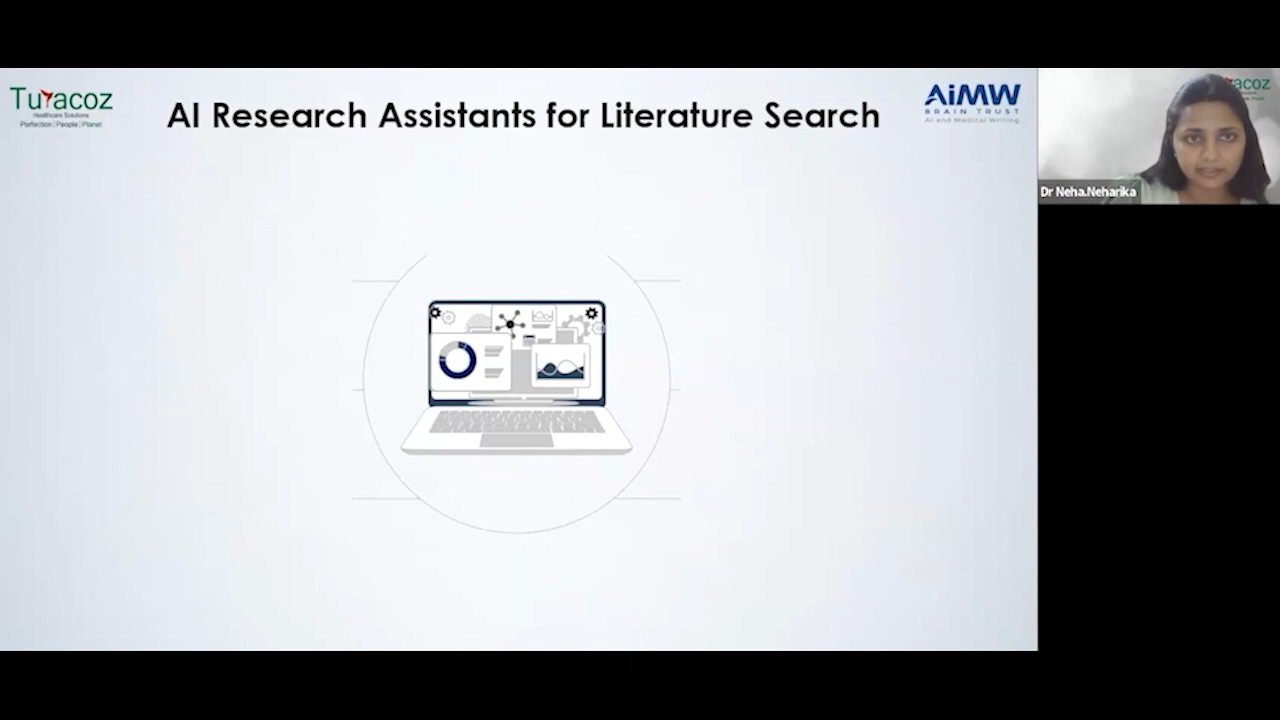 Turacoz
Healthcare Solutions
Perfection | People | Planet
AI Research Assistants for Literature Search
AiMW
BRAIN TRUST
AI and Medical Writing
acoz
Dr Neha.Neharika